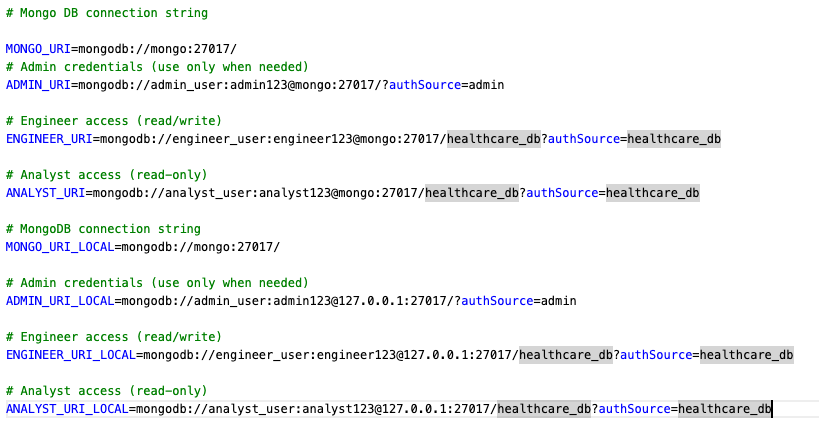 # Mongo DB connection string
MONGO_URI=mongodb://mongo:27017/
# Admin credentials (use only when needed)
ADMIN_URI=mongodb://admin_user:admin123@mongo:27017/?authSource=admin
# Engineer access (read/write)
ENGINEER_URI=mongodb://engineer_user:engineer123@mongo:27017/healthcare_db?authSource=healthcare_db
# Analyst access (read-only)
ANALYST_URI=mongodb://analyst_user:analyst123@mongo:27017/healthcare_db?authSource=healthcare_db
# MongoDB connection string
MONGO_URI_LOCAL=mongodb://mongo:27017/
# Admin credentials (use only when needed)
ADMIN_URI_LOCAL=mongodb://admin_user:admin123@127.0.0.1:27017/?authSource=admin
# Engineer access (read/write)
ENGINEER_URI_LOCAL=mongodb://engineer_user:engineer123@127.0.0.1:27017/healthcare_db?authSource=healthcare_db
# Analyst access (read-only)
ANALYST_URI_LOCAL=mongodb://analyst_user:analyst123@127.0.0.1:27017/healthcare_db?authSource=healthcare_db